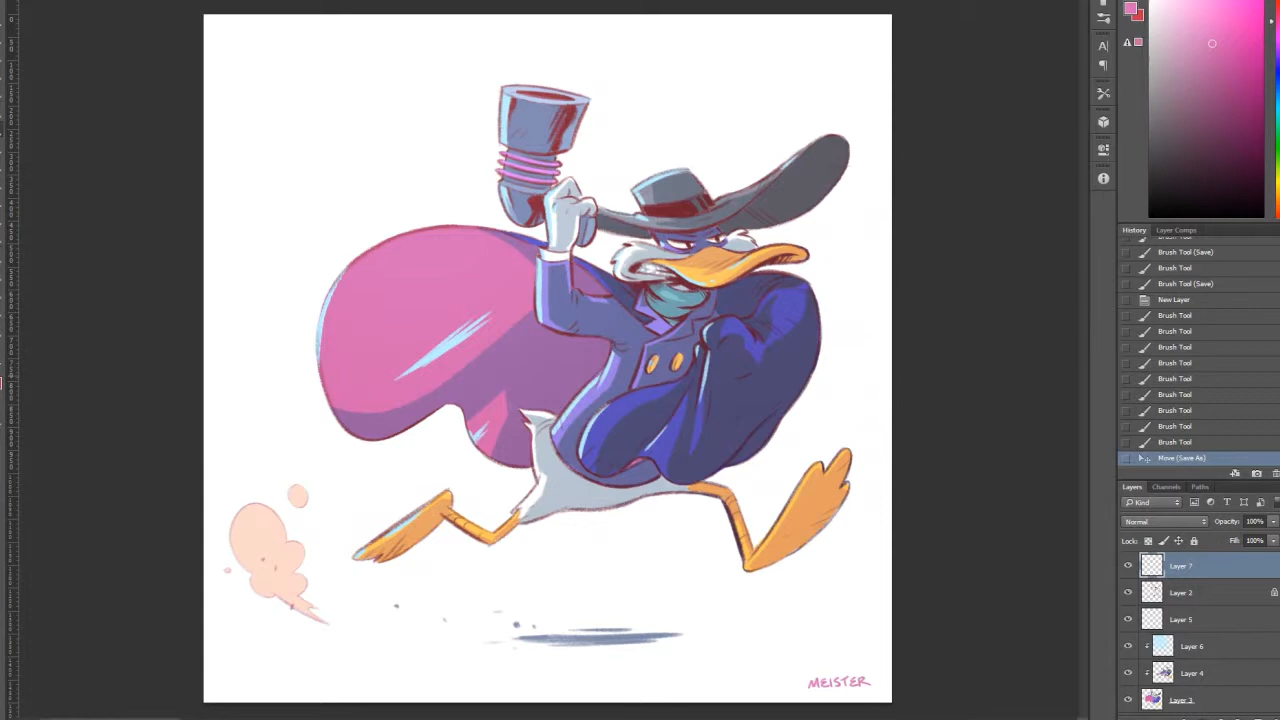 History
Layer Comps
Brush Tool
Brush Tool (Save)
Brush Tool
Brush Tool (Save)
New Layer
Brush Tool
Brush Tool
Brush Tool
Brush Tool
Brush Tool
Brush Tool
Brush Tool
Brush Tool
Brush Tool
Move (Save As)
Layers Channels Paths
Kind
Normal Opacity: 100%
Lock: Fill: 100%
Layer 7
Layer 2
Layer 5
Layer 6
Layer 4
Layer 3
MEISTER